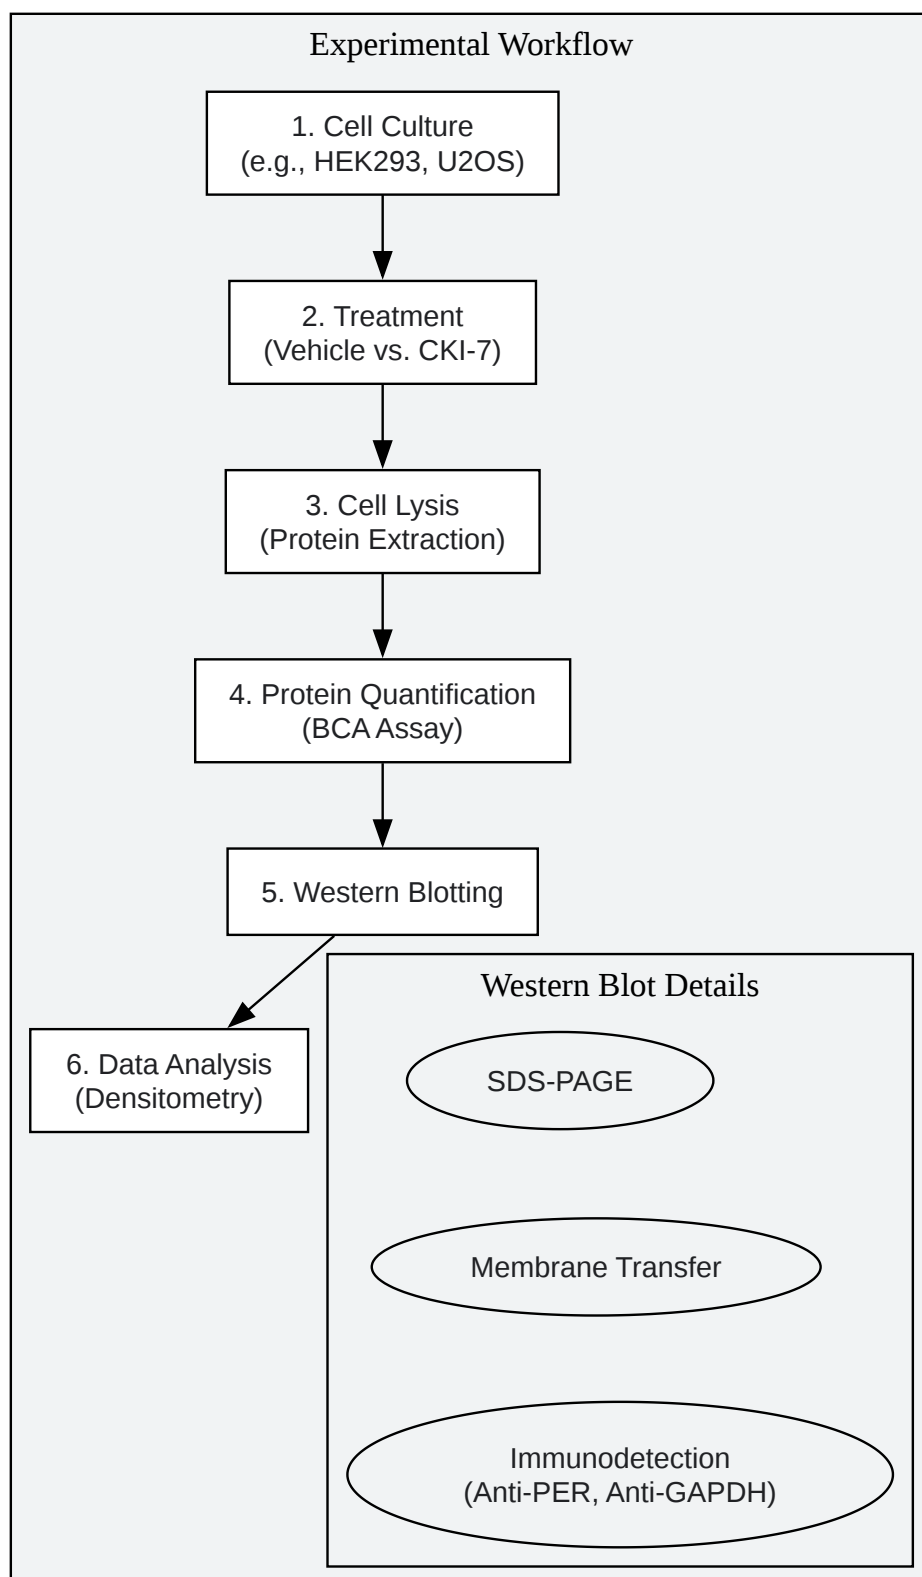 Experimental Workflow
1. Cell Culture
(e.g., HEK293, U2OS)
2. Treatment
(Vehicle vs. CKI-7)
3. Cell Lysis
(Protein Extraction)
4. Protein Quantification
(BCA Assay)
5. Western Blotting
6. Data Analysis
(Densitometry)
Western Blot Details
SDS-PAGE
Membrane Transfer
Immunodetection
(Anti-PER, Anti-GAPDH)